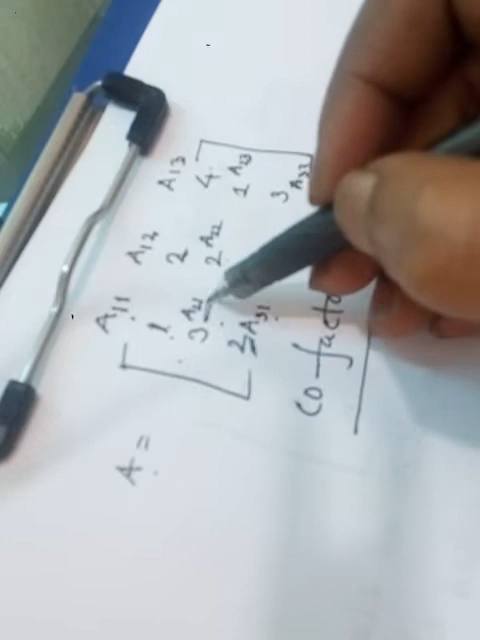 A₁₁ A₁₂ A₁₃
A = [ 1 2 4
3 A₂₁ 2 A₂₂ 1 A₂₃
2 A₃₁ 3 A₃₃ ]
Co-facto